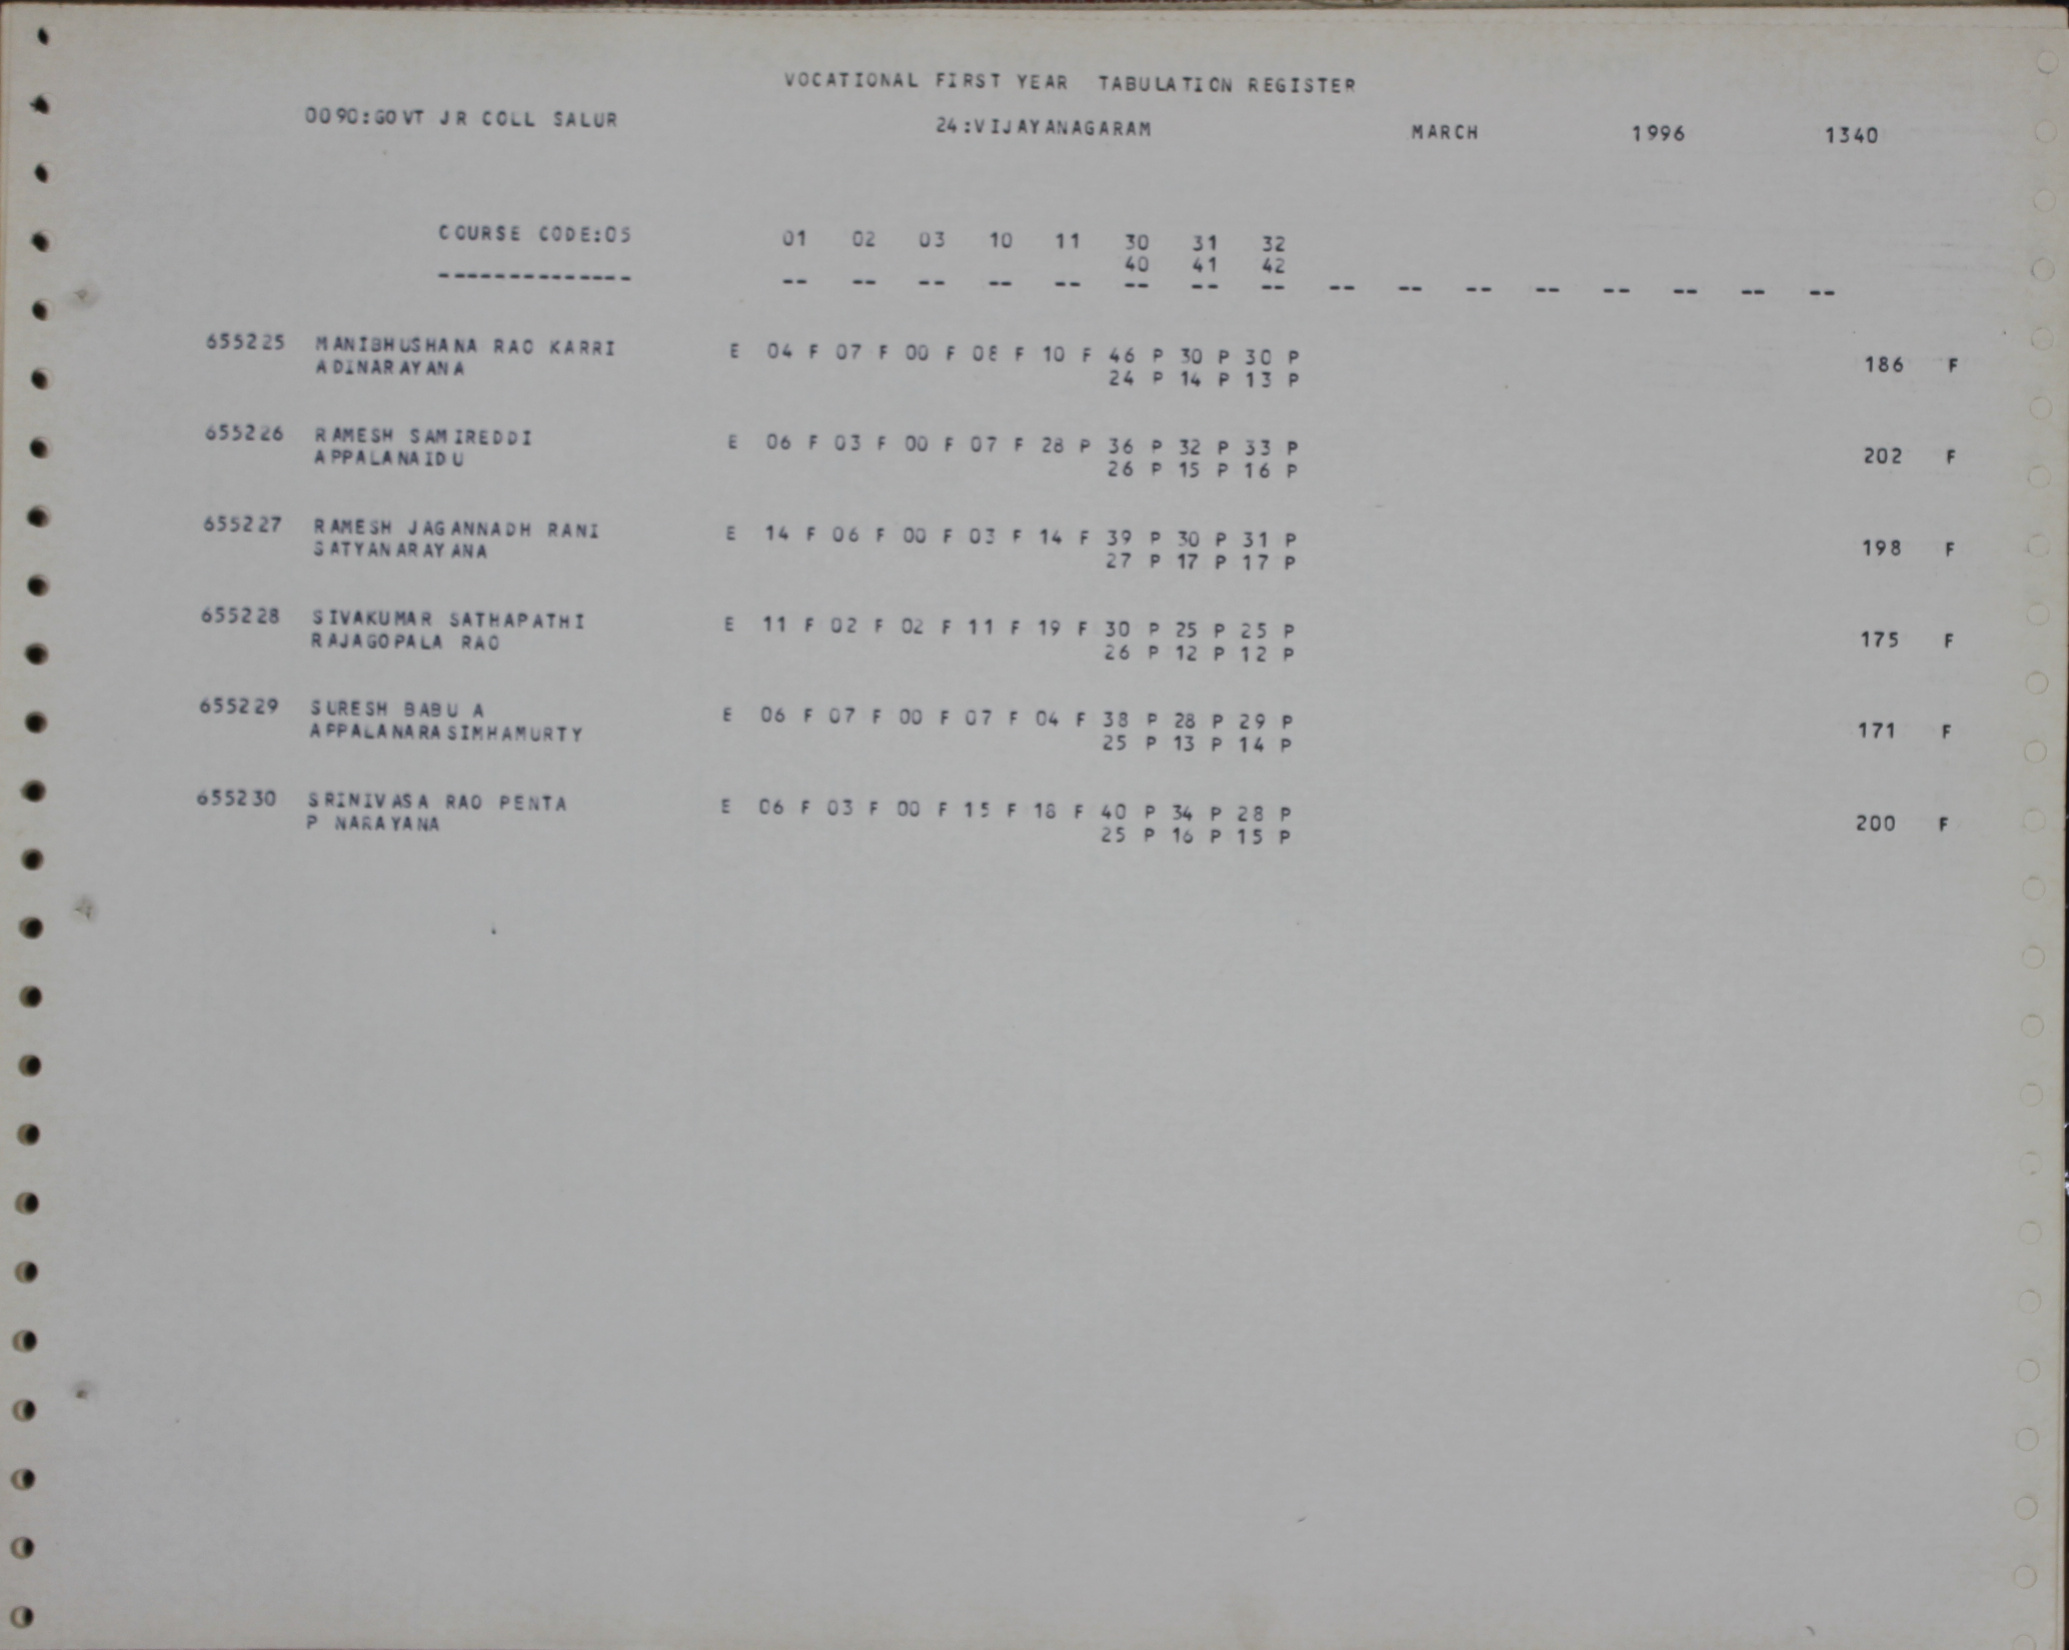 VOCATIONAL FIRST YEAR TABULATION REGISTER
0090:GOVT JR COLL SALUR 24:VIJAYANAGARAM MARCH 1996 1340
COURSE CODE:05 01 02 03 10 11 30 31 32
40 41 42
-------------- -- -- -- -- -- -- -- -- -- -- -- -- -- -- -- --
655225 MANIBHUSHANA RAO KARRI E 04 F 07 F 00 F 08 F 10 F 46 P 30 P 30 P 186 F
ADINARAYANA 24 P 14 P 13 P
655226 RAMESH SAMIREDDI E 06 F 03 F 00 F 07 F 28 P 36 P 32 P 33 P 202 F
APPALANAIDU 26 P 15 P 16 P
655227 RAMESH JAGANNADH RANI E 14 F 06 F 00 F 03 F 14 F 39 P 30 P 31 P 198 F
SATYANARAYANA 27 P 17 P 17 P
655228 SIVAKUMAR SATHAPATHI E 11 F 02 F 02 F 11 F 19 F 30 P 25 P 25 P 175 F
RAJAGOPALA RAO 26 P 12 P 12 P
655229 SURESH BABU A E 06 F 07 F 00 F 07 F 04 F 38 P 28 P 29 P 171 F
APPALANARASIMHAMURTY 25 P 13 P 14 P
655230 SRINIVASA RAO PENTA E 06 F 03 F 00 F 15 F 18 F 40 P 34 P 28 P 200 F
P NARAYANA 25 P 16 P 15 P